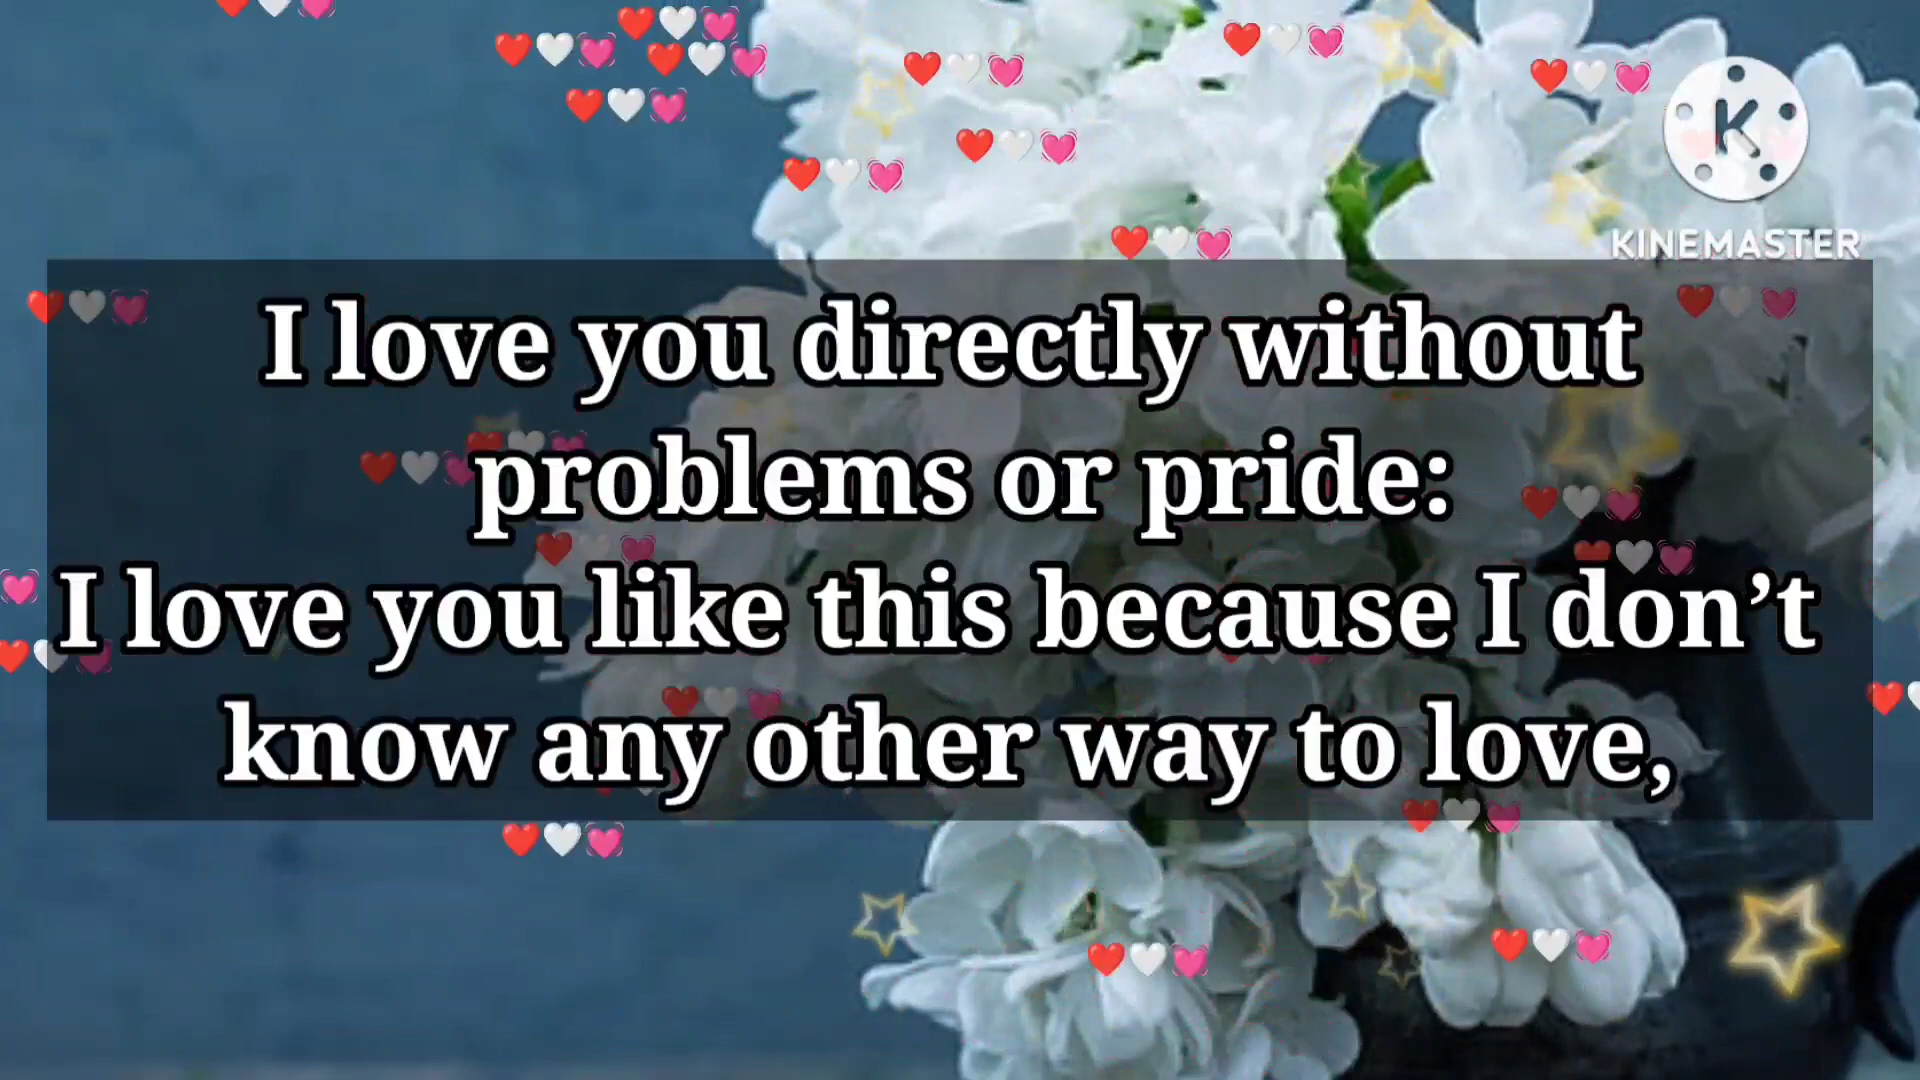 KINEMASTER
I love you directly without
problems or pride:
I love you like this because I don’t
know any other way to love,